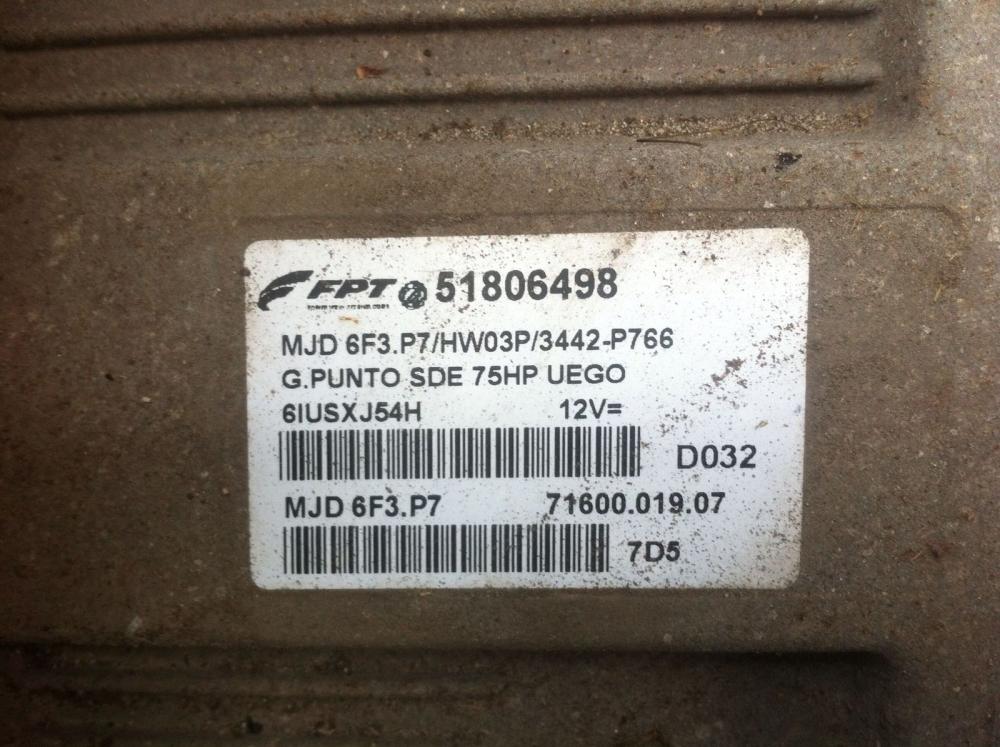 FPT 51806498
MJD 6F3.P7/HW03P/3442-P766
G.PUNTO SDE 75HP UEGO
6IUSXJ54H 12V=
D032
MJD 6F3.P7 71600.019.07
7D5